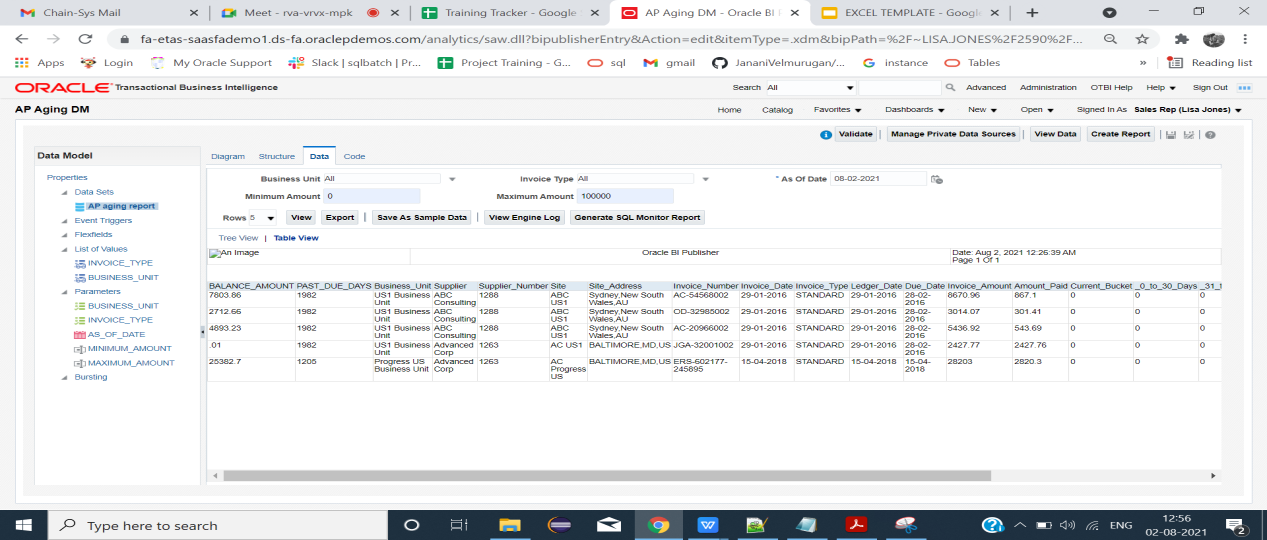 Chain-Sys Mail Meet - rva-vrvx-mpk Training Tracker - Google AP Aging DM - Oracle BI EXCEL TEMPLATE - Googl
fa-etas-saasfademo1.ds-fa.oraclepdemos.com/analytics/saw.dll?bipublisherEntry&Action=edit&itemType=.xdm&bipPath=%2F~LISAJONES%2F2590%2F...
Apps Login My Oracle Support Slack | sqlbatch | Pr... Project Training - G... sql gmail JananiVelmurugan/... instance Tables » Reading list
ORACLE Transactional Business Intelligence Search All Advanced Administration OTBI Help Help Sign Out
AP Aging DM Home Catalog Favorites Dashboards New Open Signed In As Sales Rep (Lisa Jones)
Validate | Manage Private Data Sources | View Data Create Report
Data Model
Properties
Data Sets
AP aging report
Event Triggers
Flexfields
List of Values
INVOICE_TYPE
BUSINESS_UNIT
Parameters
BUSINESS_UNIT
INVOICE_TYPE
AS_OF_DATE
MINIMUM_AMOUNT
MAXIMUM_AMOUNT
Bursting
Diagram Structure Data Code
Business Unit All Invoice Type All * As Of Date 08-02-2021
Minimum Amount 0 Maximum Amount 100000
Rows 5 View Export | Save As Sample Data | View Engine Log Generate SQL Monitor Report
Tree View | Table View
An Image Oracle BI Publisher Date: Aug 2, 2021 12:26:39 AM
Page 1 Of 1
BALANCE_AMOUNT PAST_DUE_DAYS Business_Unit Supplier Supplier_Number Site Site_Address Invoice_Number Invoice_Date Invoice_Type Ledger_Date Due_Date Invoice_Amount Amount_Paid Current_Bucket _0_to_30_Days _31_
7803.86 1982 US1 Business ABC 1288 ABC Sydney,New South AC-54568002 29-01-2016 STANDARD 29-01-2016 28-02- 8670.96 867.1 0 0 0
Unit Consulting US1 Wales,AU 2016
2712.66 1982 US1 Business ABC 1288 ABC Sydney,New South OD-32985002 29-01-2016 STANDARD 29-01-2016 28-02- 3014.07 301.41 0 0 0
Unit Consulting US1 Wales,AU 2016
4893.23 1982 US1 Business ABC 1288 ABC Sydney,New South AC-20966002 29-01-2016 STANDARD 29-01-2016 28-02- 5436.92 543.69 0 0 0
Unit Consulting US1 Wales,AU 2016
.01 1982 US1 Business Advanced 1263 AC US1 BALTIMORE,MD,US JGA-32001002 29-01-2016 STANDARD 29-01-2016 28-02- 2427.77 2427.76 0 0 0
Unit Corp 2016
25382.7 1205 Progress US Advanced 1263 AC BALTIMORE,MD,US ERS-602177- 15-04-2018 STANDARD 15-04-2018 15-04- 28203 2820.3 0 0 0
Business Unit Corp Progress 245895 2018
US
Type here to search ENG 12:56
02-08-2021 2